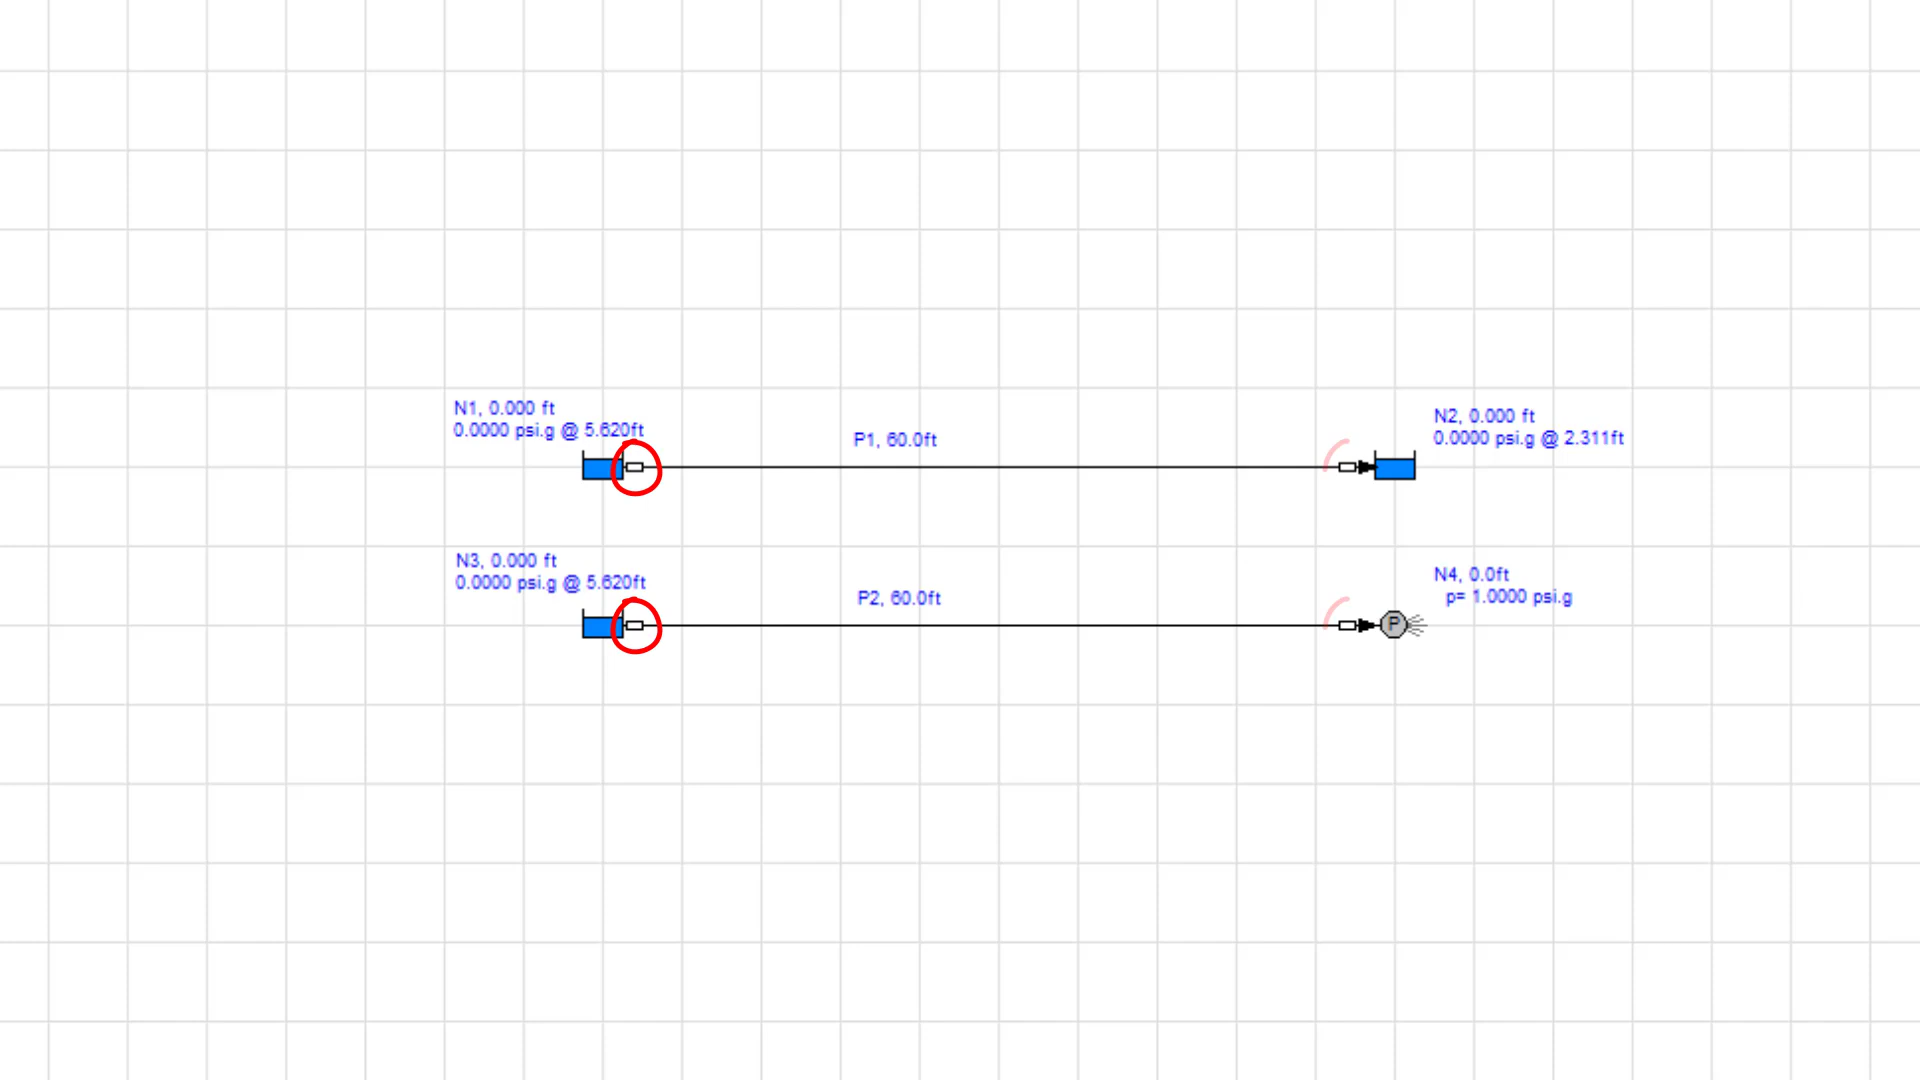 N1, 0.000 ft
0.0000 psi.g @ 5.620ft
P1, 60.0ft
N2, 0.000 ft
0.0000 psi.g @ 2.311ft
N3, 0.000 ft
0.0000 psi.g @ 5.620ft
P2, 60.0ft
N4, 0.0ft
p= 1.0000 psi.g
P